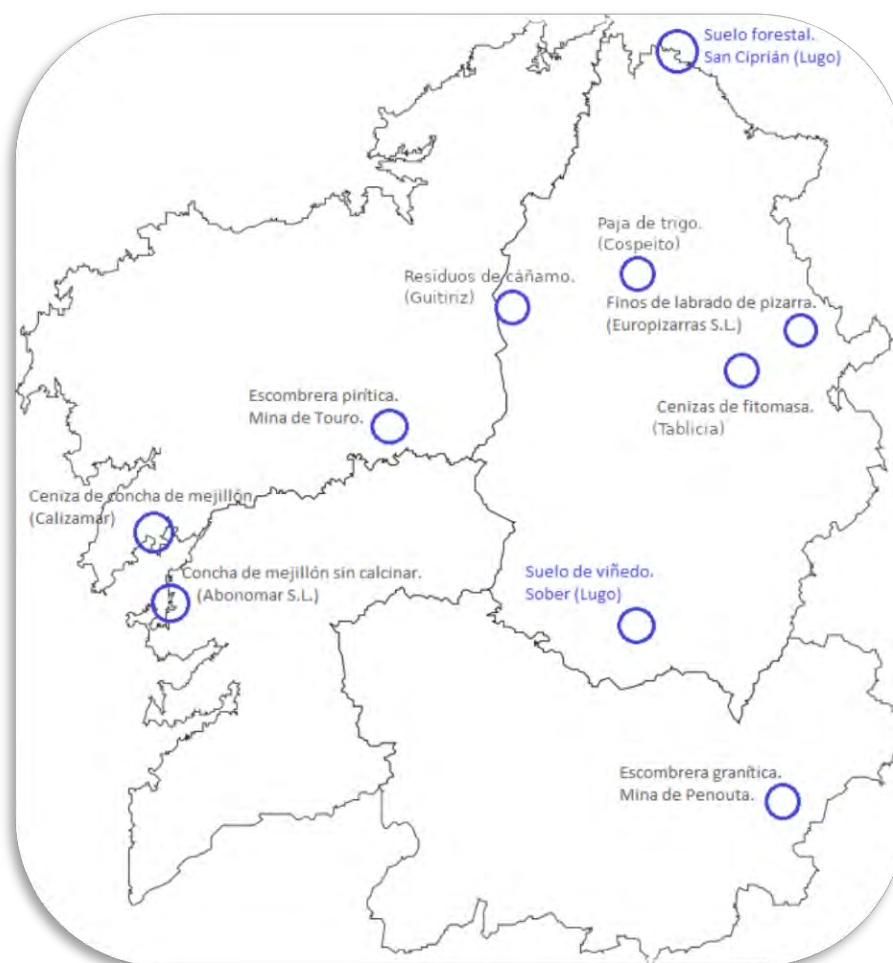 Suelo forestal.
San Ciprián (Lugo)
Paja de trigo.
(Cospeito)
Residuos de cáñamo.
(Guitiriz)
Finos de labrado de pizarra.
(Europizarras S.L.)
Escombrera pirítica.
Mina de Touro.
Cenizas de fitomasa.
(Tablicia)
Ceniza de concha de mejillón
(Calizamar)
Concha de mejillón sin calcinar.
(Abonomar S.L.)
Suelo de viñedo.
Sober (Lugo)
Escombrera granítica.
Mina de Penouta.